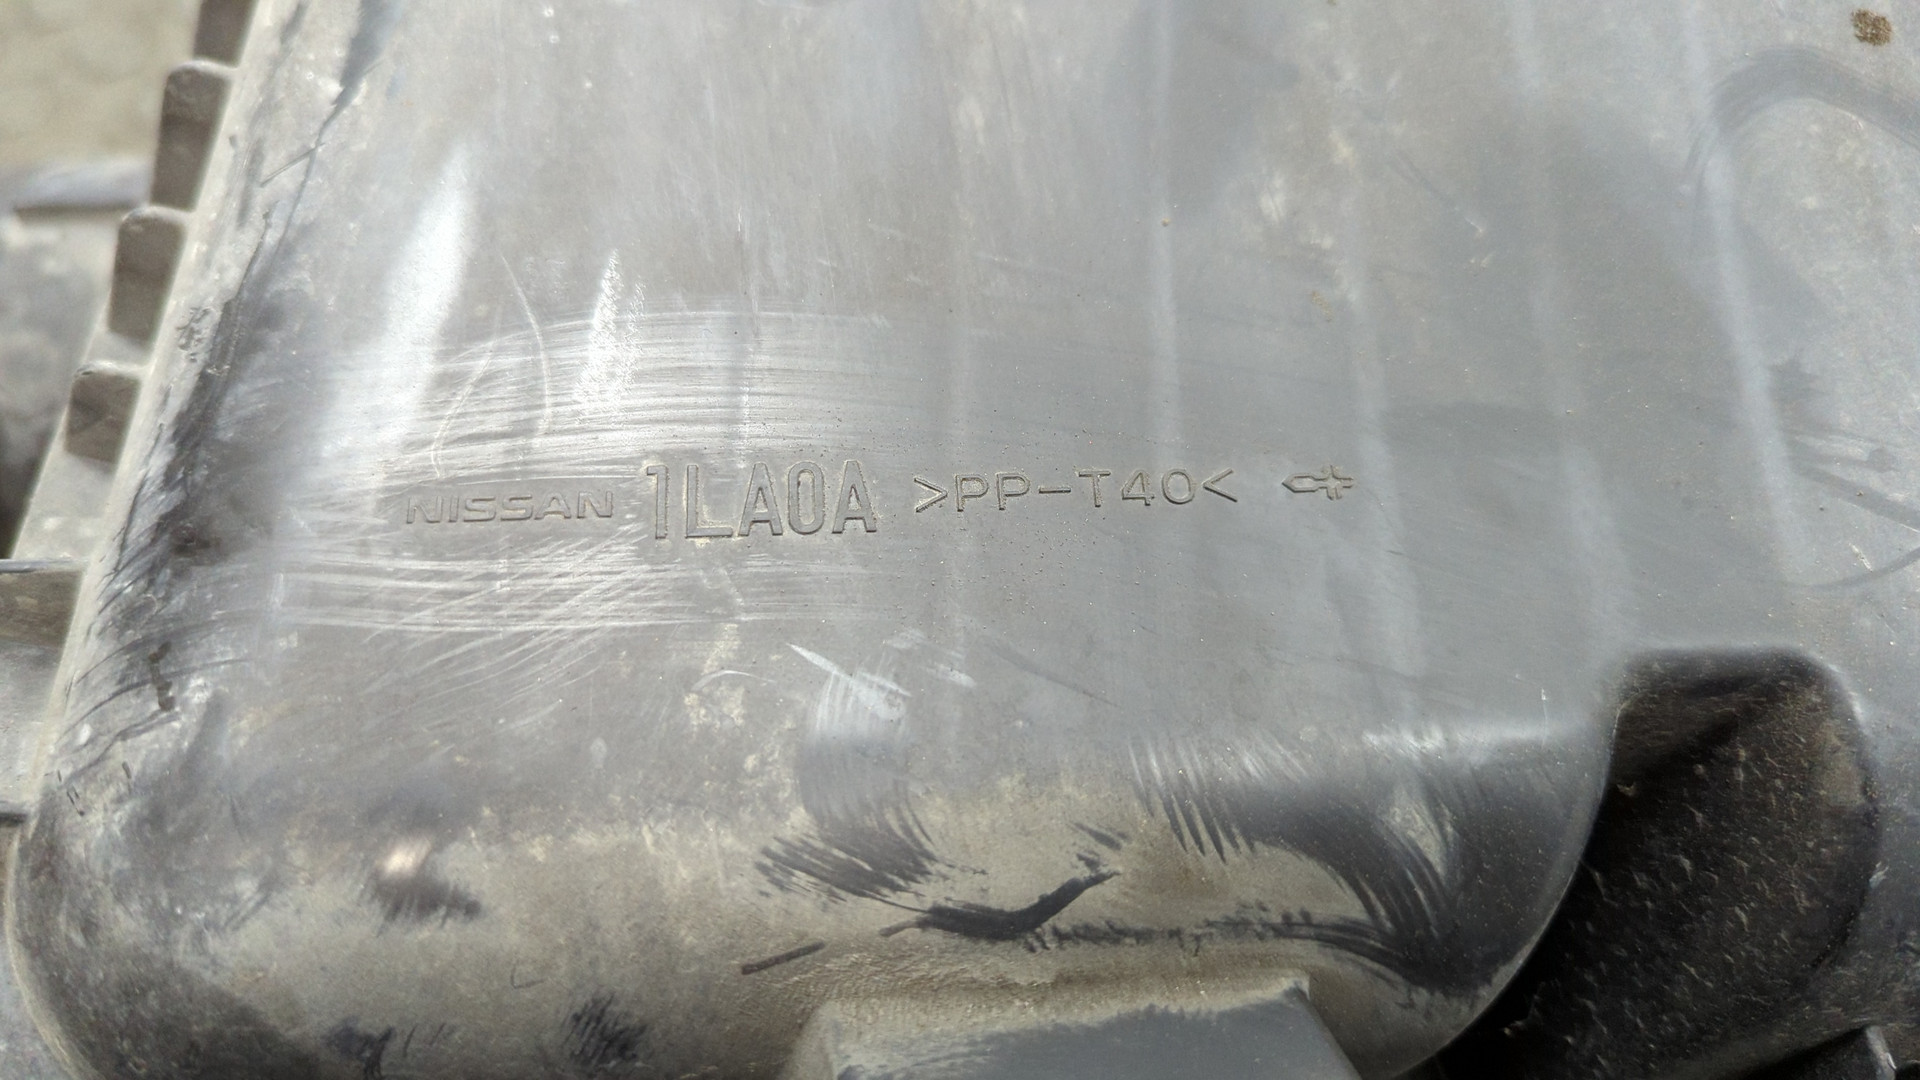 NISSAN 1LA0A >PP-T40<